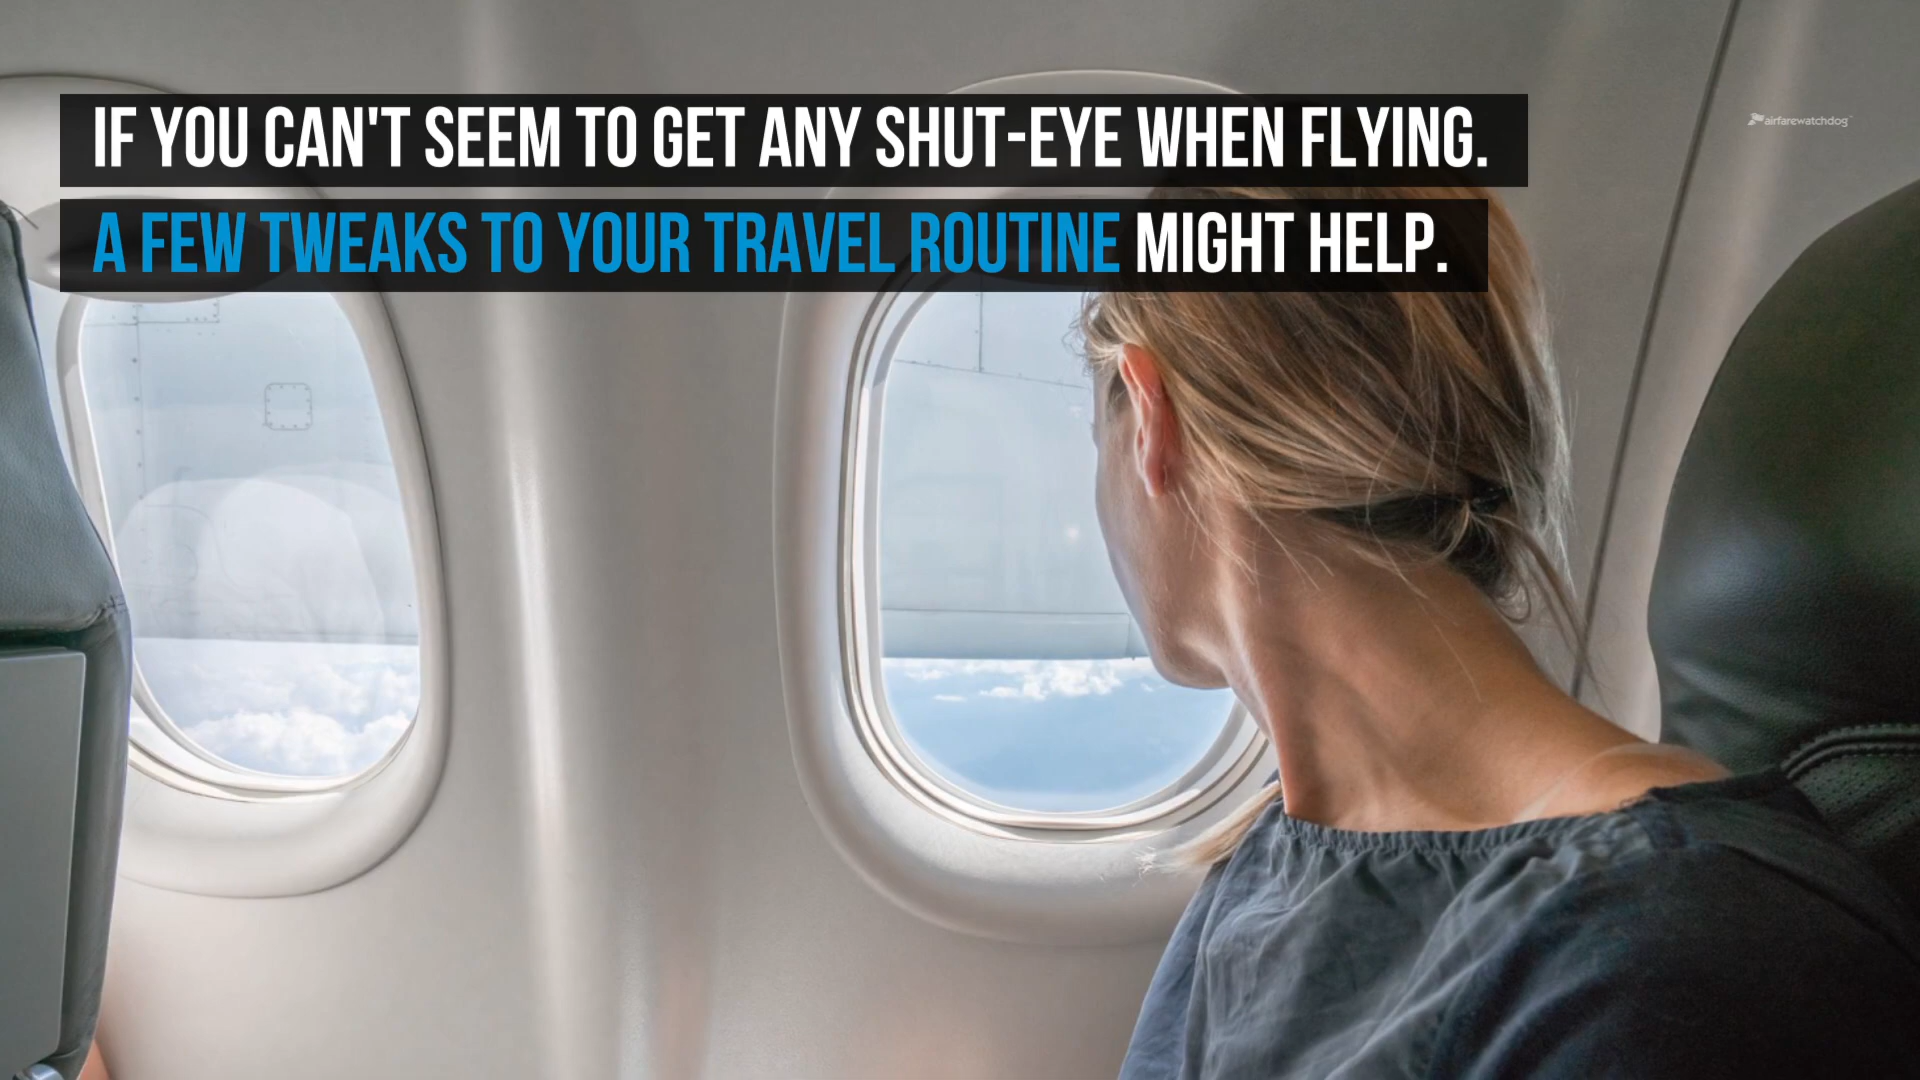 IF YOU CAN'T SEEM TO GET ANY SHUT-EYE WHEN FLYING.
airfarewatchdog
A FEW TWEAKS TO YOUR TRAVEL ROUTINE MIGHT HELP.